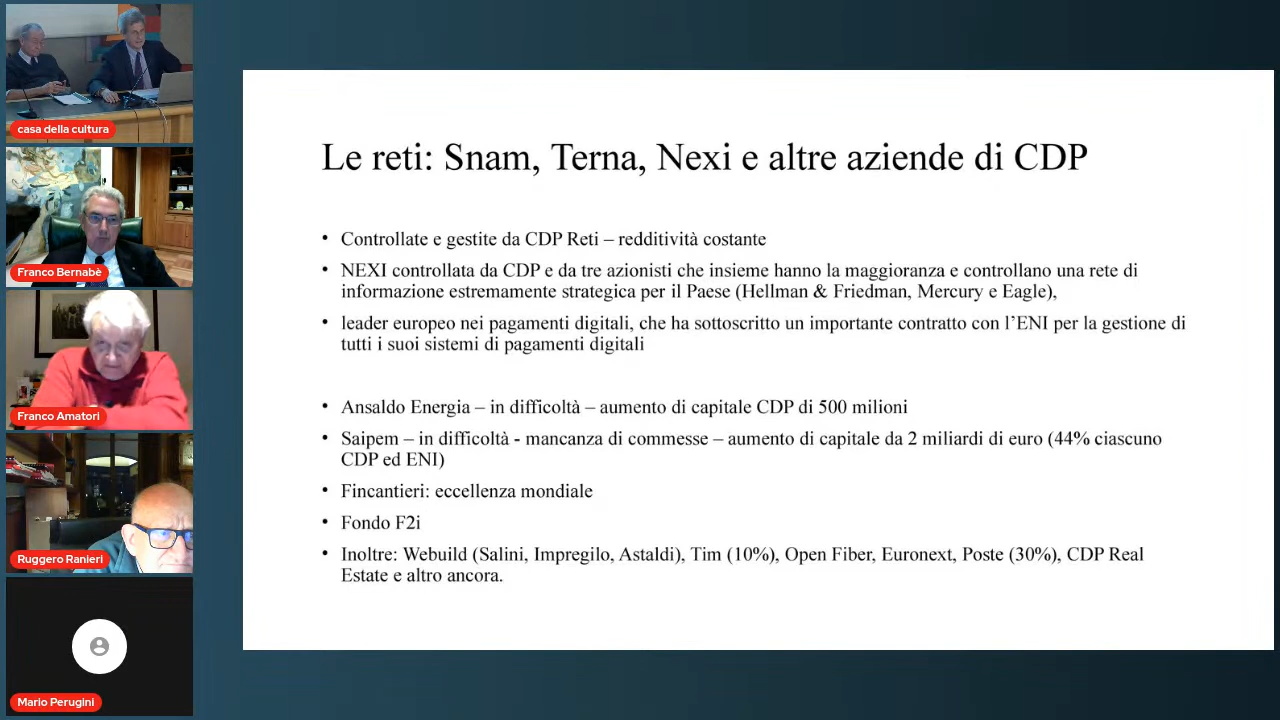 casa della cultura
Franco Bernabè
Franco Amatori
Ruggero Ranieri
Mario Perugini
Le reti: Snam, Terna, Nexi e altre aziende di CDP
• Controllate e gestite da CDP Reti – redditività costante
• NEXI controllata da CDP e da tre azionisti che insieme hanno la maggioranza e controllano una rete di
informazione estremamente strategica per il Paese (Hellman & Friedman, Mercury e Eagle),
• leader europeo nei pagamenti digitali, che ha sottoscritto un importante contratto con l’ENI per la gestione di
tutti i suoi sistemi di pagamenti digitali
• Ansaldo Energia – in difficoltà – aumento di capitale CDP di 500 milioni
• Saipem – in difficoltà - mancanza di commesse – aumento di capitale da 2 miliardi di euro (44% ciascuno
CDP ed ENI)
• Fincantieri: eccellenza mondiale
• Fondo F2i
• Inoltre: Webuild (Salini, Impregilo, Astaldi), Tim (10%), Open Fiber, Euronext, Poste (30%), CDP Real
Estate e altro ancora.